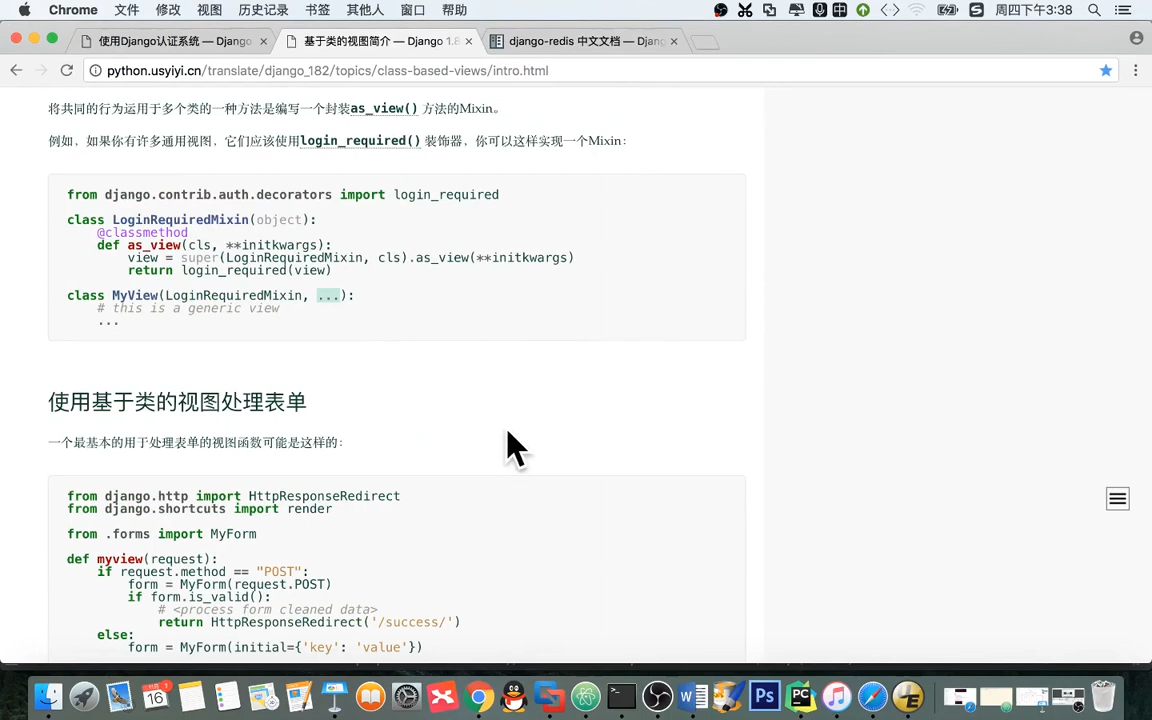 Chrome 文件 修改 视图 历史记录 书签 其他人 窗口 帮助 周四下午3:38
使用Django认证系统 — Django × 基于类的视图简介 — Django 1.8 × django-redis 中文文档 — Djang ×
python.usyiyi.cn/translate/django_182/topics/class-based-views/intro.html
将共同的行为运用于多个类的一种方法是编写一个封装as_view() 方法的Mixin。
例如，如果你有许多通用视图，它们应该使用login_required() 装饰器，你可以这样实现一个Mixin：
from django.contrib.auth.decorators import login_required
class LoginRequiredMixin(object):
@classmethod
def as_view(cls, **initkwargs):
view = super(LoginRequiredMixin, cls).as_view(**initkwargs)
return login_required(view)
class MyView(LoginRequiredMixin, ...):
# this is a generic view
...
使用基于类的视图处理表单
一个最基本的用于处理表单的视图函数可能是这样的：
from django.http import HttpResponseRedirect
from django.shortcuts import render
from .forms import MyForm
def myview(request):
if request.method == "POST":
form = MyForm(request.POST)
if form.is_valid():
# <process form cleaned data>
return HttpResponseRedirect('/success/')
else:
form = MyForm(initial={'key': 'value'})
16
1
W
Ps
PC